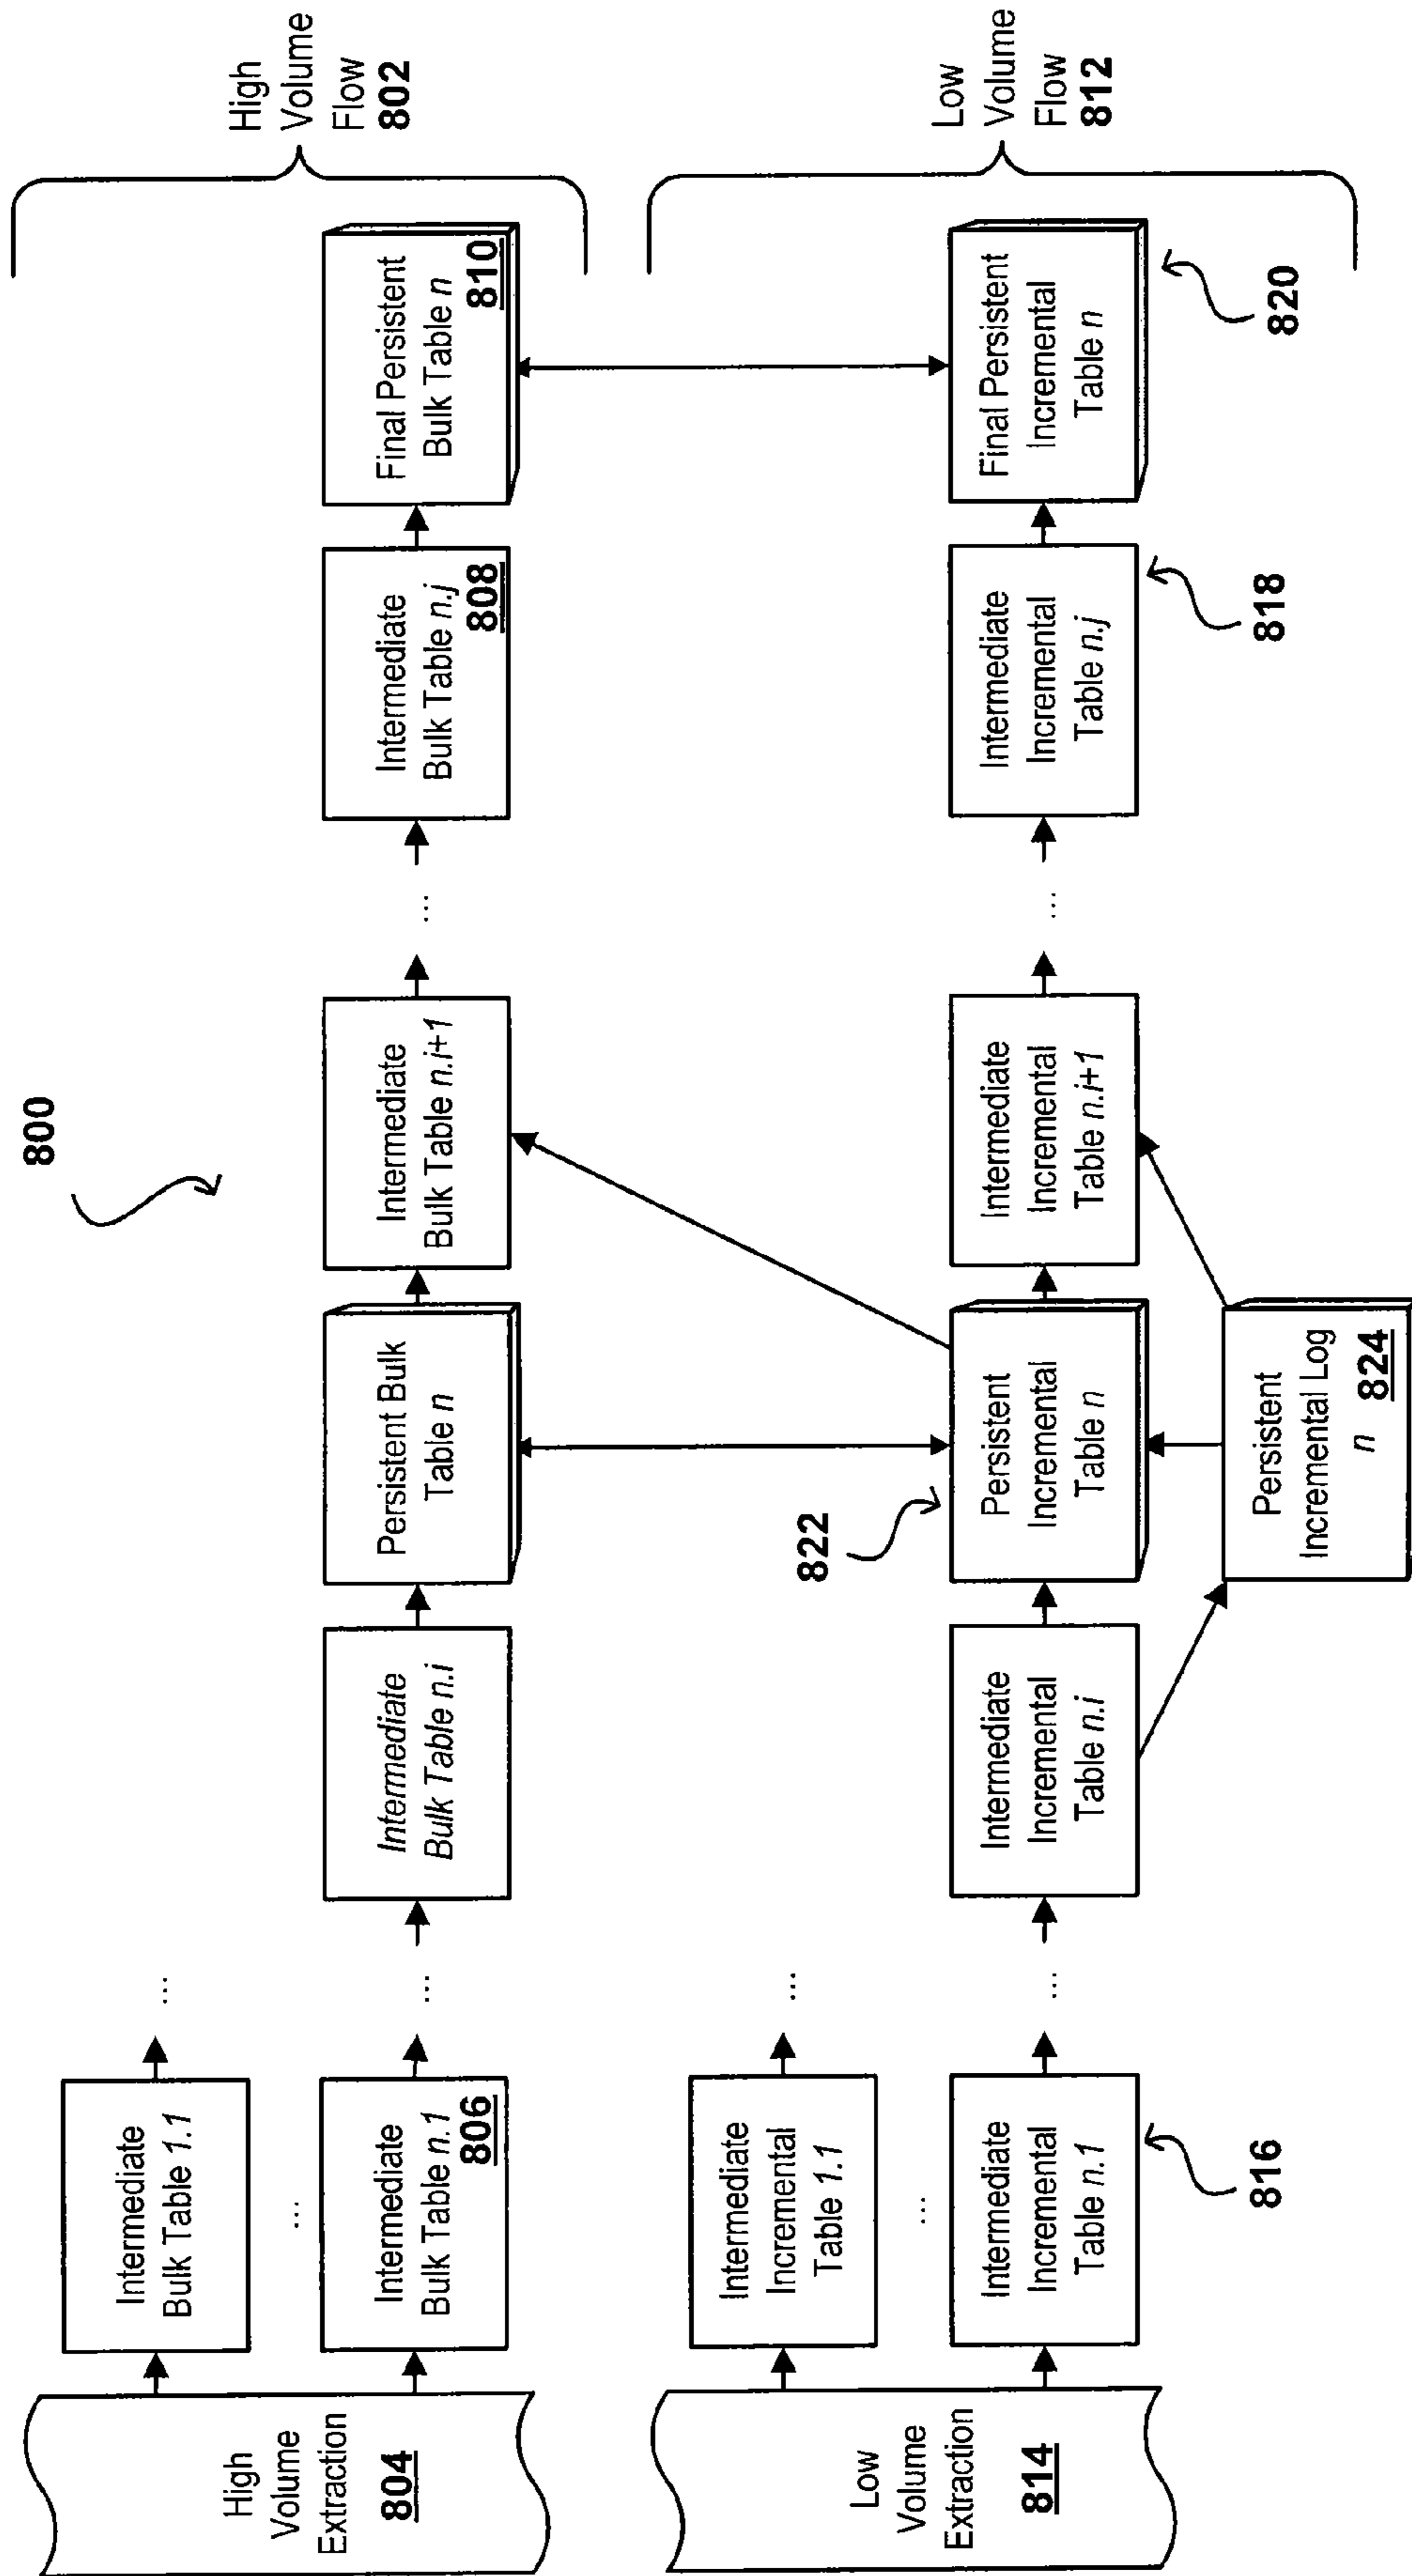 800
High
Volume
Flow
802
High
Volume
Extraction
804
Intermediate
Bulk Table 1.1
...
...
Intermediate
Bulk Table n.1
806
...
Intermediate
Bulk Table n.i
Persistent Bulk
Table n
Intermediate
Bulk Table n.i+1
...
Intermediate
Bulk Table n.j
808
Final Persistent
Bulk Table n
810
Low
Volume
Flow
812
Low
Volume
Extraction
814
Intermediate
Incremental
Table 1.1
...
...
Intermediate
Incremental
Table n.1
816
...
Intermediate
Incremental
Table n.i
822
Persistent
Incremental
Table n
Intermediate
Incremental
Table n.i+1
...
Intermediate
Incremental
Table n.j
818
Final Persistent
Incremental
Table n
820
Persistent
Incremental Log
n
824